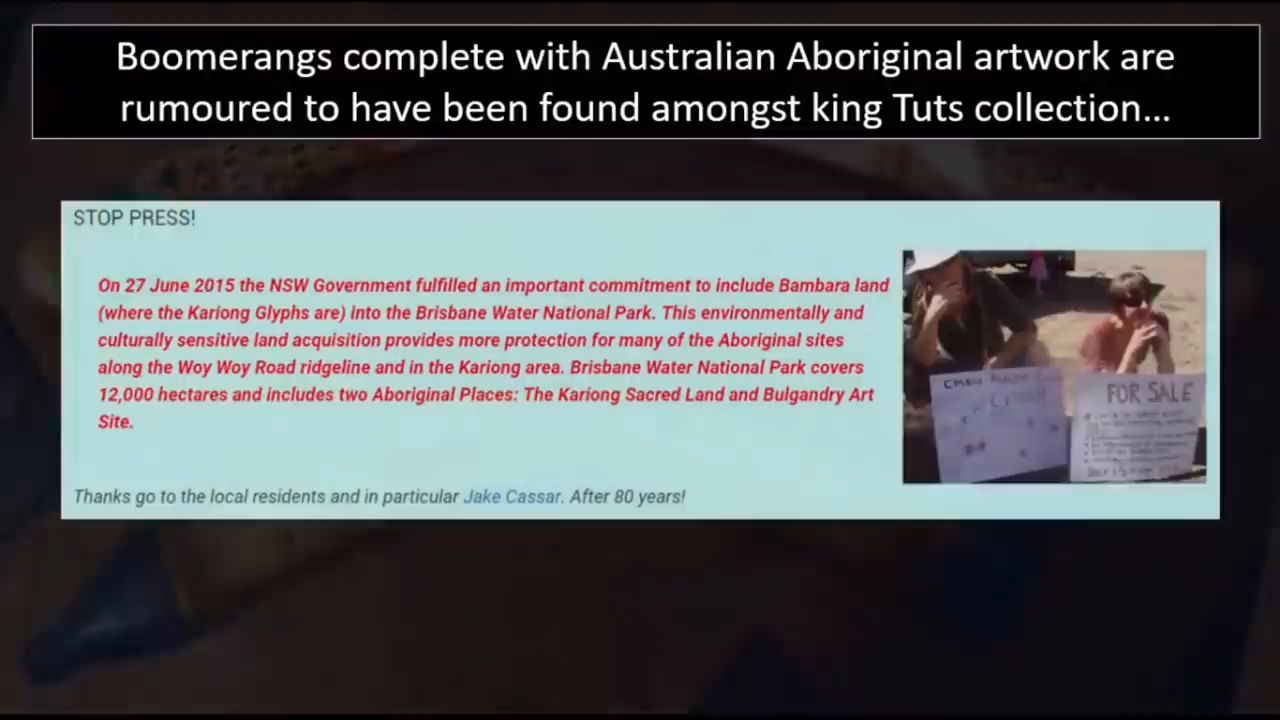 Boomerangs complete with Australian Aboriginal artwork are
rumoured to have been found amongst king Tuts collection...
STOP PRESS!
On 27 June 2015 the NSW Government fulfilled an important commitment to include Bambara land
(where the Kariong Glyphs are) into the Brisbane Water National Park. This environmentally and
culturally sensitive land acquisition provides more protection for many of the Aboriginal sites
along the Woy Woy Road ridgeline and in the Kariong area. Brisbane Water National Park covers
12,000 hectares and includes two Aboriginal Places: The Kariong Sacred Land and Bulgandry Art
Site.
FOR SALE
Thanks go to the local residents and in particular Jake Cassar. After 80 years!